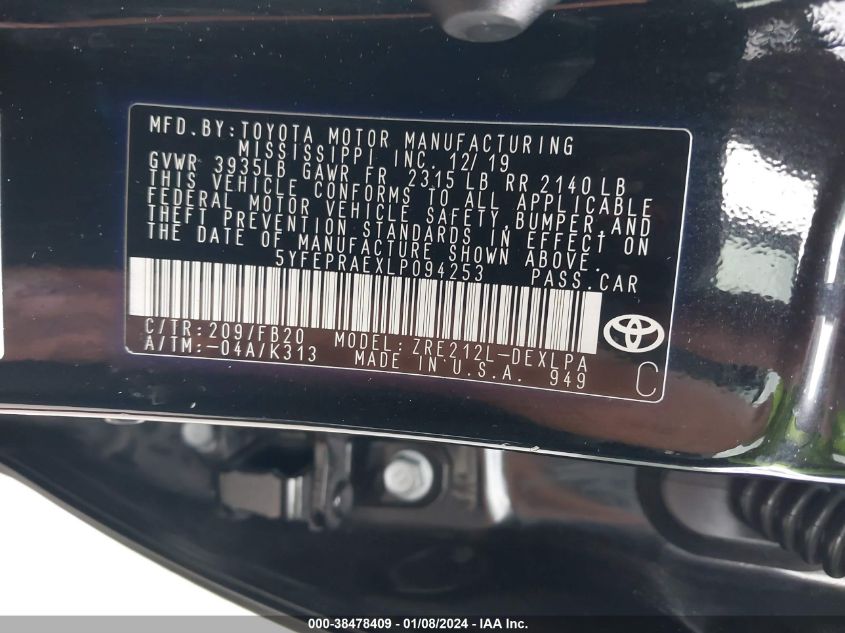 MFD.BY:TOYOTA MOTOR MANUFACTURING
MISSISSIPPI INC. 12/19
GVWR 3935LB GAWR FR 2315LB RR 2140LB
THIS VEHICLE CONFORMS TO ALL APPLICABLE
FEDERAL MOTOR VEHICLE SAFETY, BUMPER, AND
THEFT PREVENTION STANDARDS IN EFFECT ON
THE DATE OF MANUFACTURE SHOWN ABOVE.
5YFEPRAEXLP094253 PASS.CAR
C/TR:209/FB20 MODEL:ZRE212L-DEXLPA
A/TM:-04A/K313 MADE IN U.S.A. 949
C
000-38478409 - 01/08/2024 - IAA Inc.